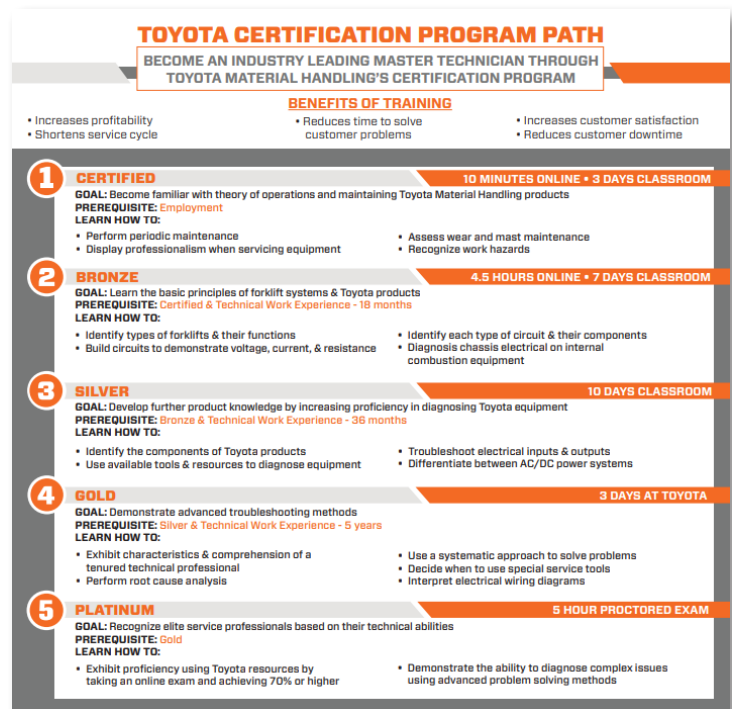 TOYOTA CERTIFICATION PROGRAM PATH
BECOME AN INDUSTRY LEADING MASTER TECHNICIAN THROUGH
TOYOTA MATERIAL HANDLING'S CERTIFICATION PROGRAM
BENEFITS OF TRAINING
• Increases profitability
• Shortens service cycle
• Reduces time to solve
customer problems
• Increases customer satisfaction
• Reduces customer downtime
1 CERTIFIED
10 MINUTES ONLINE • 3 DAYS CLASSROOM
GOAL: Become familiar with theory of operations and maintaining Toyota Material Handling products
PREREQUISITE: Employment
LEARN HOW TO:
• Perform periodic maintenance
• Display professionalism when servicing equipment
• Assess wear and mast maintenance
• Recognize work hazards
2 BRONZE
4.5 HOURS ONLINE • 7 DAYS CLASSROOM
GOAL: Learn the basic principles of forklift systems & Toyota products
PREREQUISITE: Certified & Technical Work Experience - 18 months
LEARN HOW TO:
• Identify types of forklifts & their functions
• Build circuits to demonstrate voltage, current, & resistance
• Identify each type of circuit & their components
• Diagnosis chassis electrical on internal
combustion equipment
3 SILVER
10 DAYS CLASSROOM
GOAL: Develop further product knowledge by increasing proficiency in diagnosing Toyota equipment
PREREQUISITE: Bronze & Technical Work Experience - 36 months
LEARN HOW TO:
• Identify the components of Toyota products
• Use available tools & resources to diagnose equipment
• Troubleshoot electrical inputs & outputs
• Differentiate between AC/DC power systems
4 GOLD
3 DAYS AT TOYOTA
GOAL: Demonstrate advanced troubleshooting methods
PREREQUISITE: Silver & Technical Work Experience - 5 years
LEARN HOW TO:
• Exhibit characteristics & comprehension of a
tenured technical professional
• Perform root cause analysis
• Use a systematic approach to solve problems
• Decide when to use special service tools
• Interpret electrical wiring diagrams
5 PLATINUM
5 HOUR PROCTORED EXAM
GOAL: Recognize elite service professionals based on their technical abilities
PREREQUISITE: Gold
LEARN HOW TO:
• Exhibit proficiency using Toyota resources by
taking an online exam and achieving 70% or higher
• Demonstrate the ability to diagnose complex issues
using advanced problem solving methods